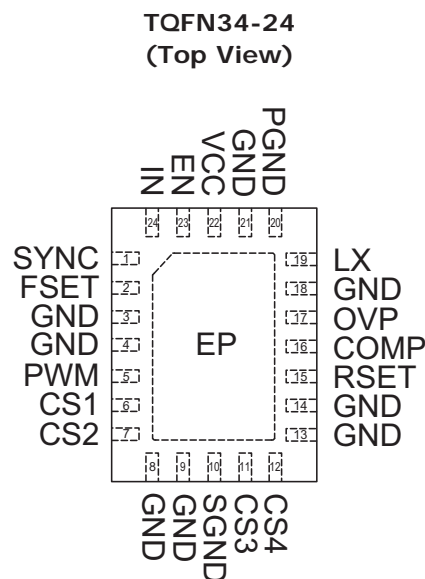 TQFN34-24
(Top View)
IN
EN
VCC
GND
PGND
24
23
22
21
20
SYNC 1
FSET 2
GND 3
GND 4
PWM 5
CS1 6
CS2 7
EP
19 LX
18 GND
17 OVP
16 COMP
15 RSET
14 GND
13 GND
8
9
10
11
12
GND
GND
SGND
CS3
CS4